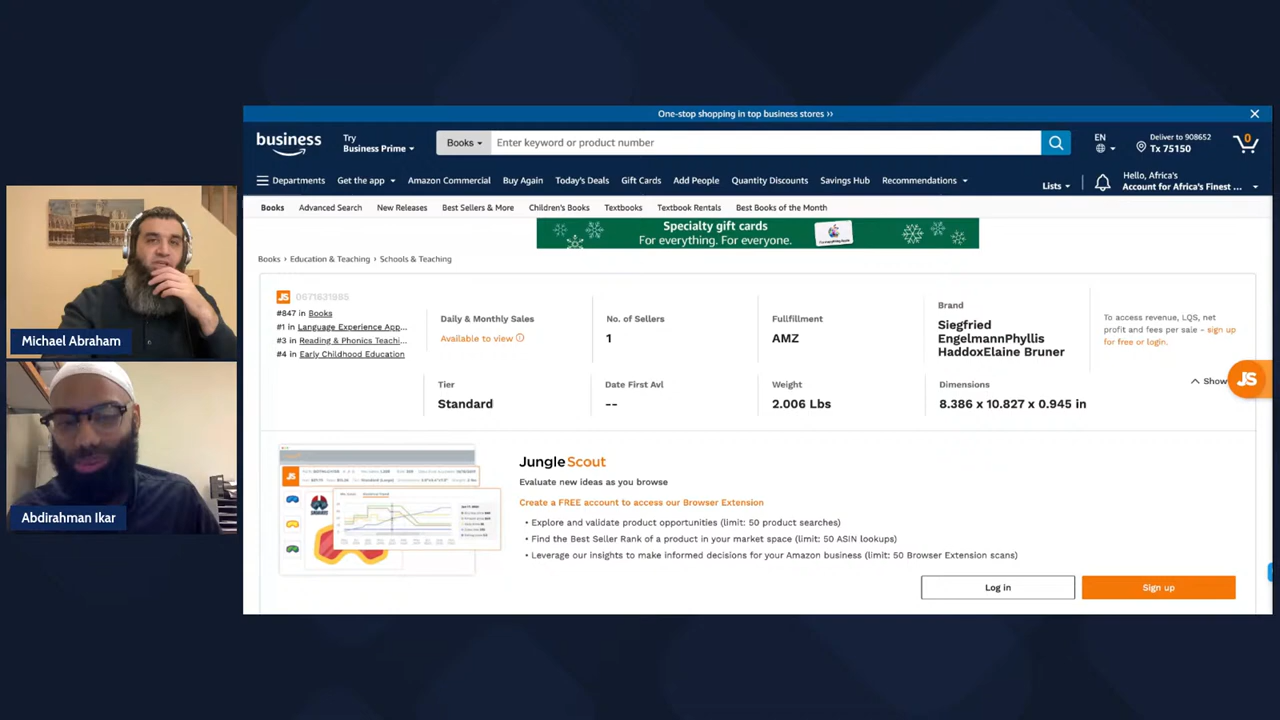 One-stop shopping in top business stores ››
business
Try
Business Prime
Books
Enter keyword or product number
EN
Deliver to 908652
Tx 75150
0
Departments
Get the app
Amazon Commercial
Buy Again
Today's Deals
Gift Cards
Add People
Quantity Discounts
Savings Hub
Recommendations
Lists
Hello, Africa's
Account for Africa's Finest ...
Books
Advanced Search
New Releases
Best Sellers & More
Children's Books
Textbooks
Textbook Rentals
Best Books of the Month
Specialty gift cards
For everything. For everyone.
Books › Education & Teaching › Schools & Teaching
JS 0671631985
#847 in Books
#1 in Language Experience App...
#3 in Reading & Phonics Teachi...
#4 in Early Childhood Education
Daily & Monthly Sales
Available to view
No. of Sellers
1
Fullfillment
AMZ
Brand
Siegfried
EngelmannPhyllis
HaddoxElaine Bruner
To access revenue, LQS, net
profit and fees per sale - sign up
for free or login.
Tier
Standard
Date First Avl
--
Weight
2.006 Lbs
Dimensions
8.386 x 10.827 x 0.945 in
Show
JS
Michael Abraham
Abdirahman Ikar
JS
JungleScout
Evaluate new ideas as you browse
Create a FREE account to access our Browser Extension
• Explore and validate product opportunities (limit: 50 product searches)
• Find the Best Seller Rank of a product in your market space (limit: 50 ASIN lookups)
• Leverage our insights to make informed decisions for your Amazon business (limit: 50 Browser Extension scans)
Log in
Sign up